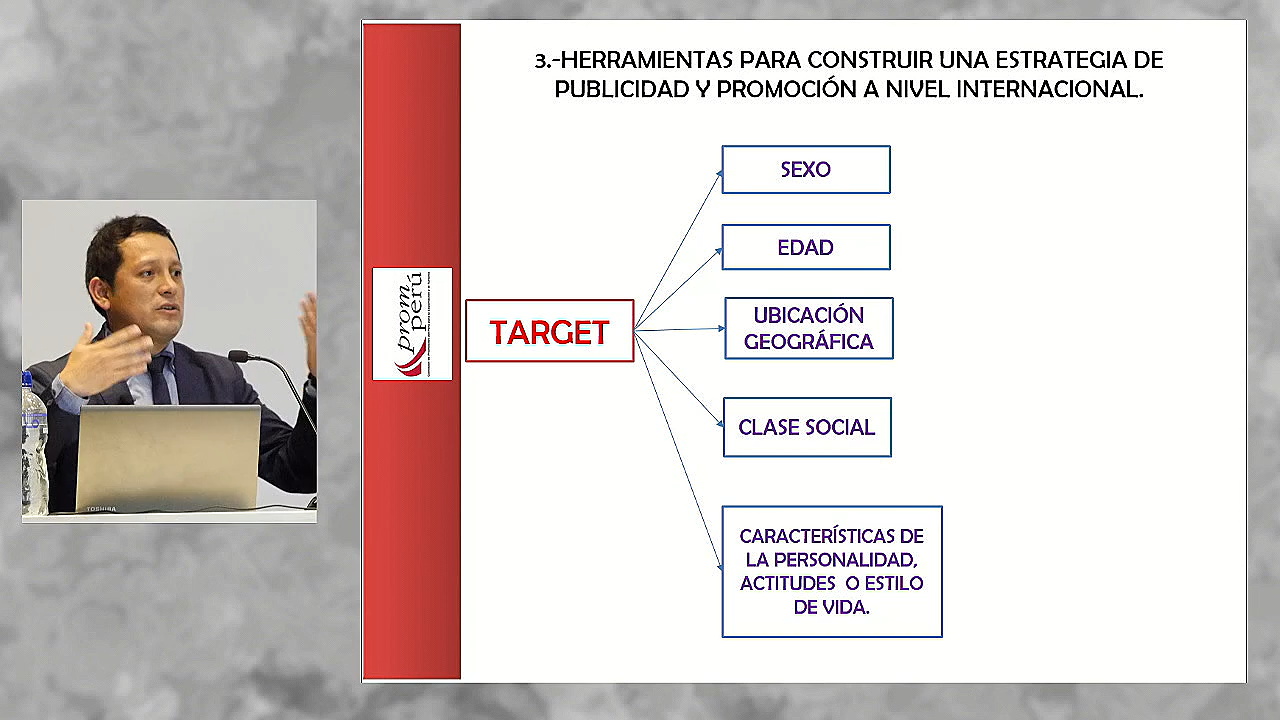 3.-HERRAMIENTAS PARA CONSTRUIR UNA ESTRATEGIA DE
PUBLICIDAD Y PROMOCIÓN A NIVEL INTERNACIONAL.
SEXO
EDAD
UBICACIÓN
GEOGRÁFICA
TARGET
CLASE SOCIAL
CARACTERÍSTICAS DE
LA PERSONALIDAD,
ACTITUDES O ESTILO
DE VIDA.
prom
perú
TOSHIBA